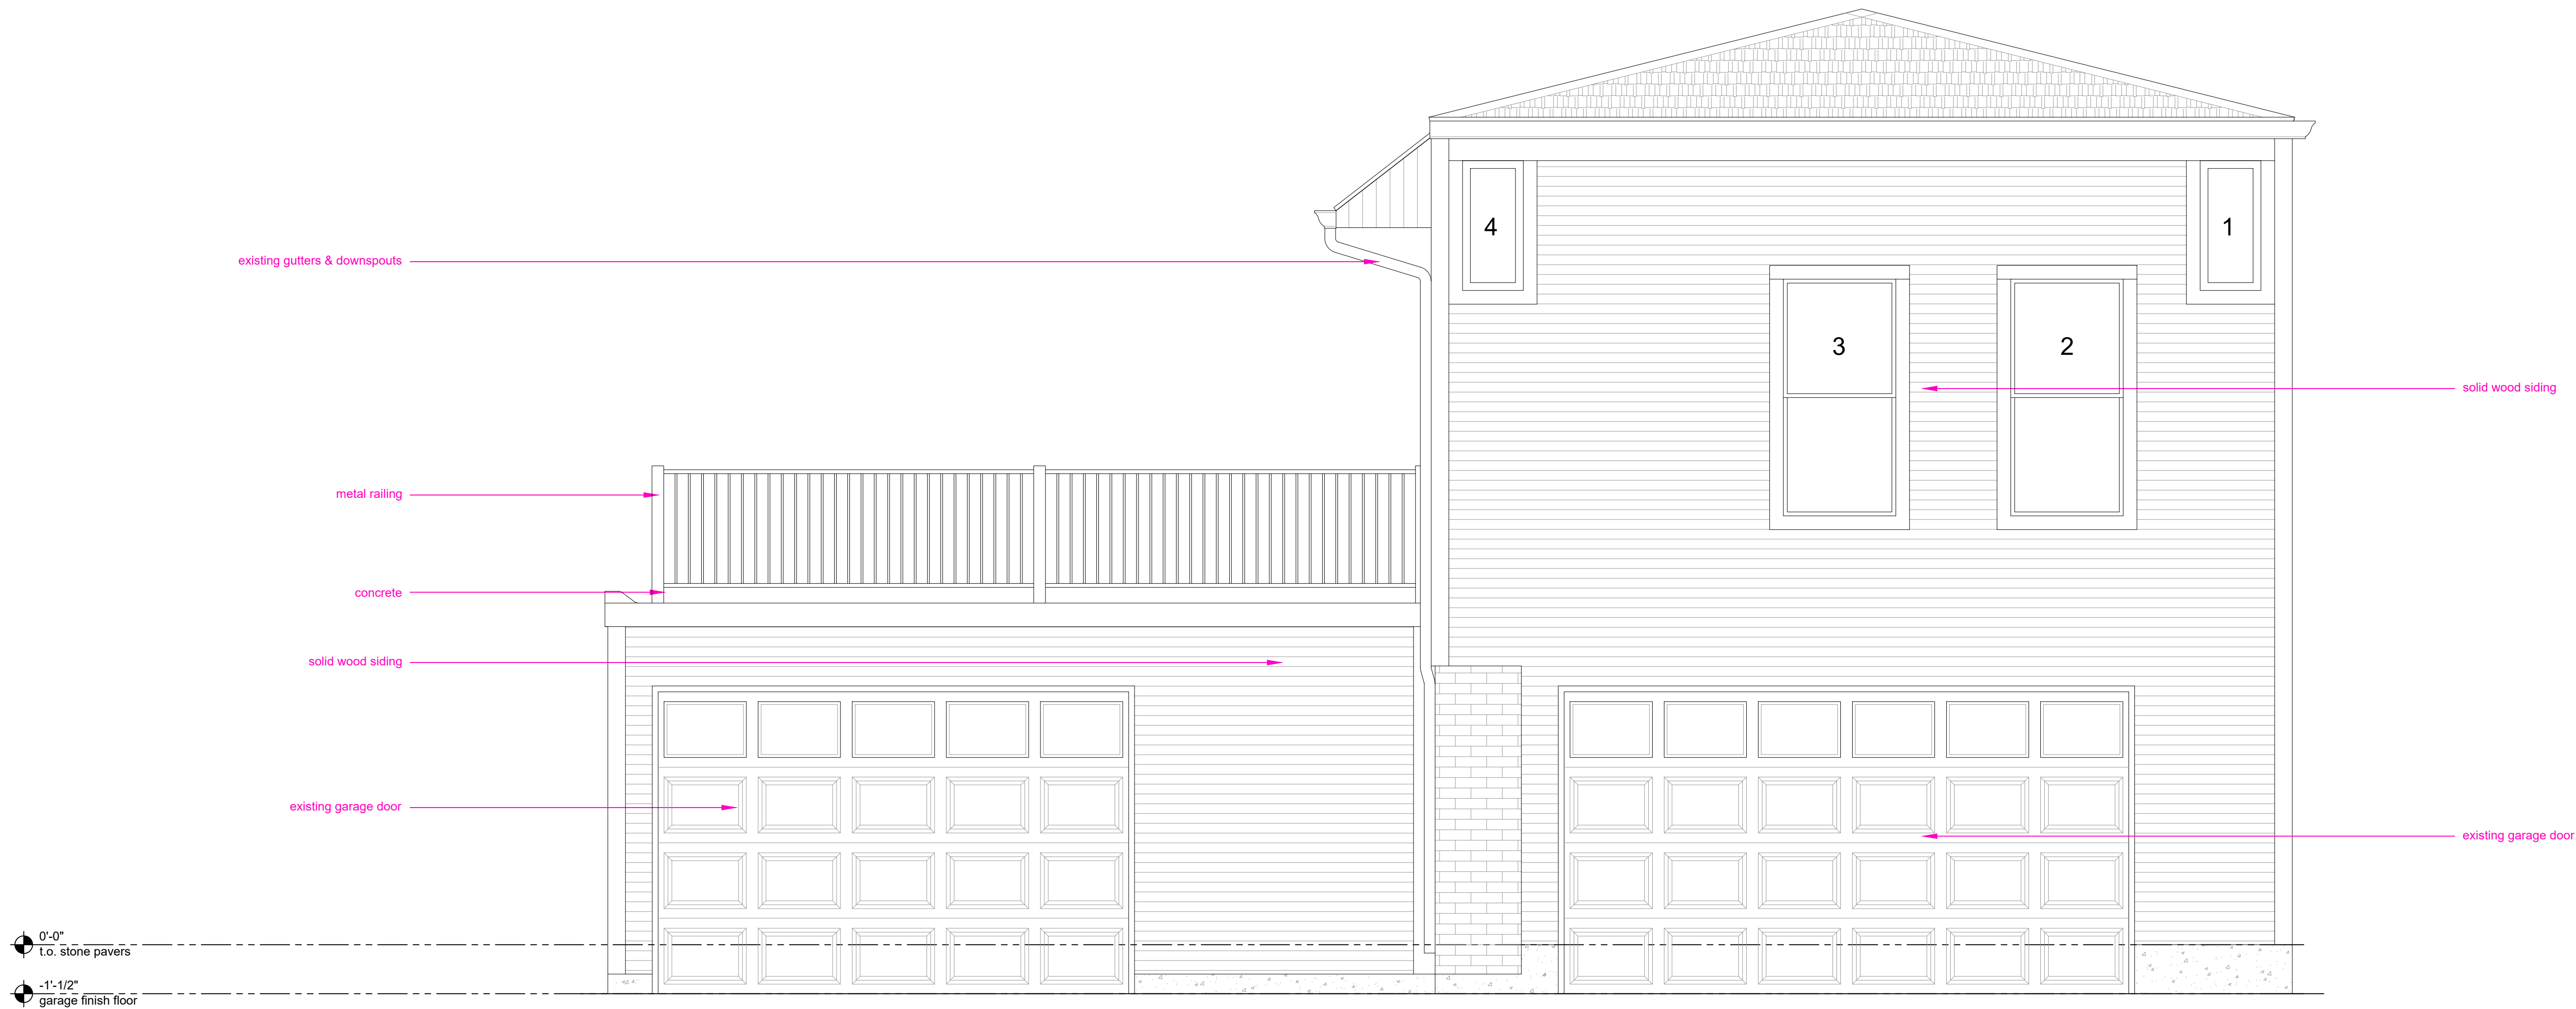 4
1
existing gutters & downspouts
3
2
solid wood siding
metal railing
concrete
solid wood siding
existing garage door
existing garage door
0'-0"
t.o. stone pavers
-1'-1/2"
garage finish floor